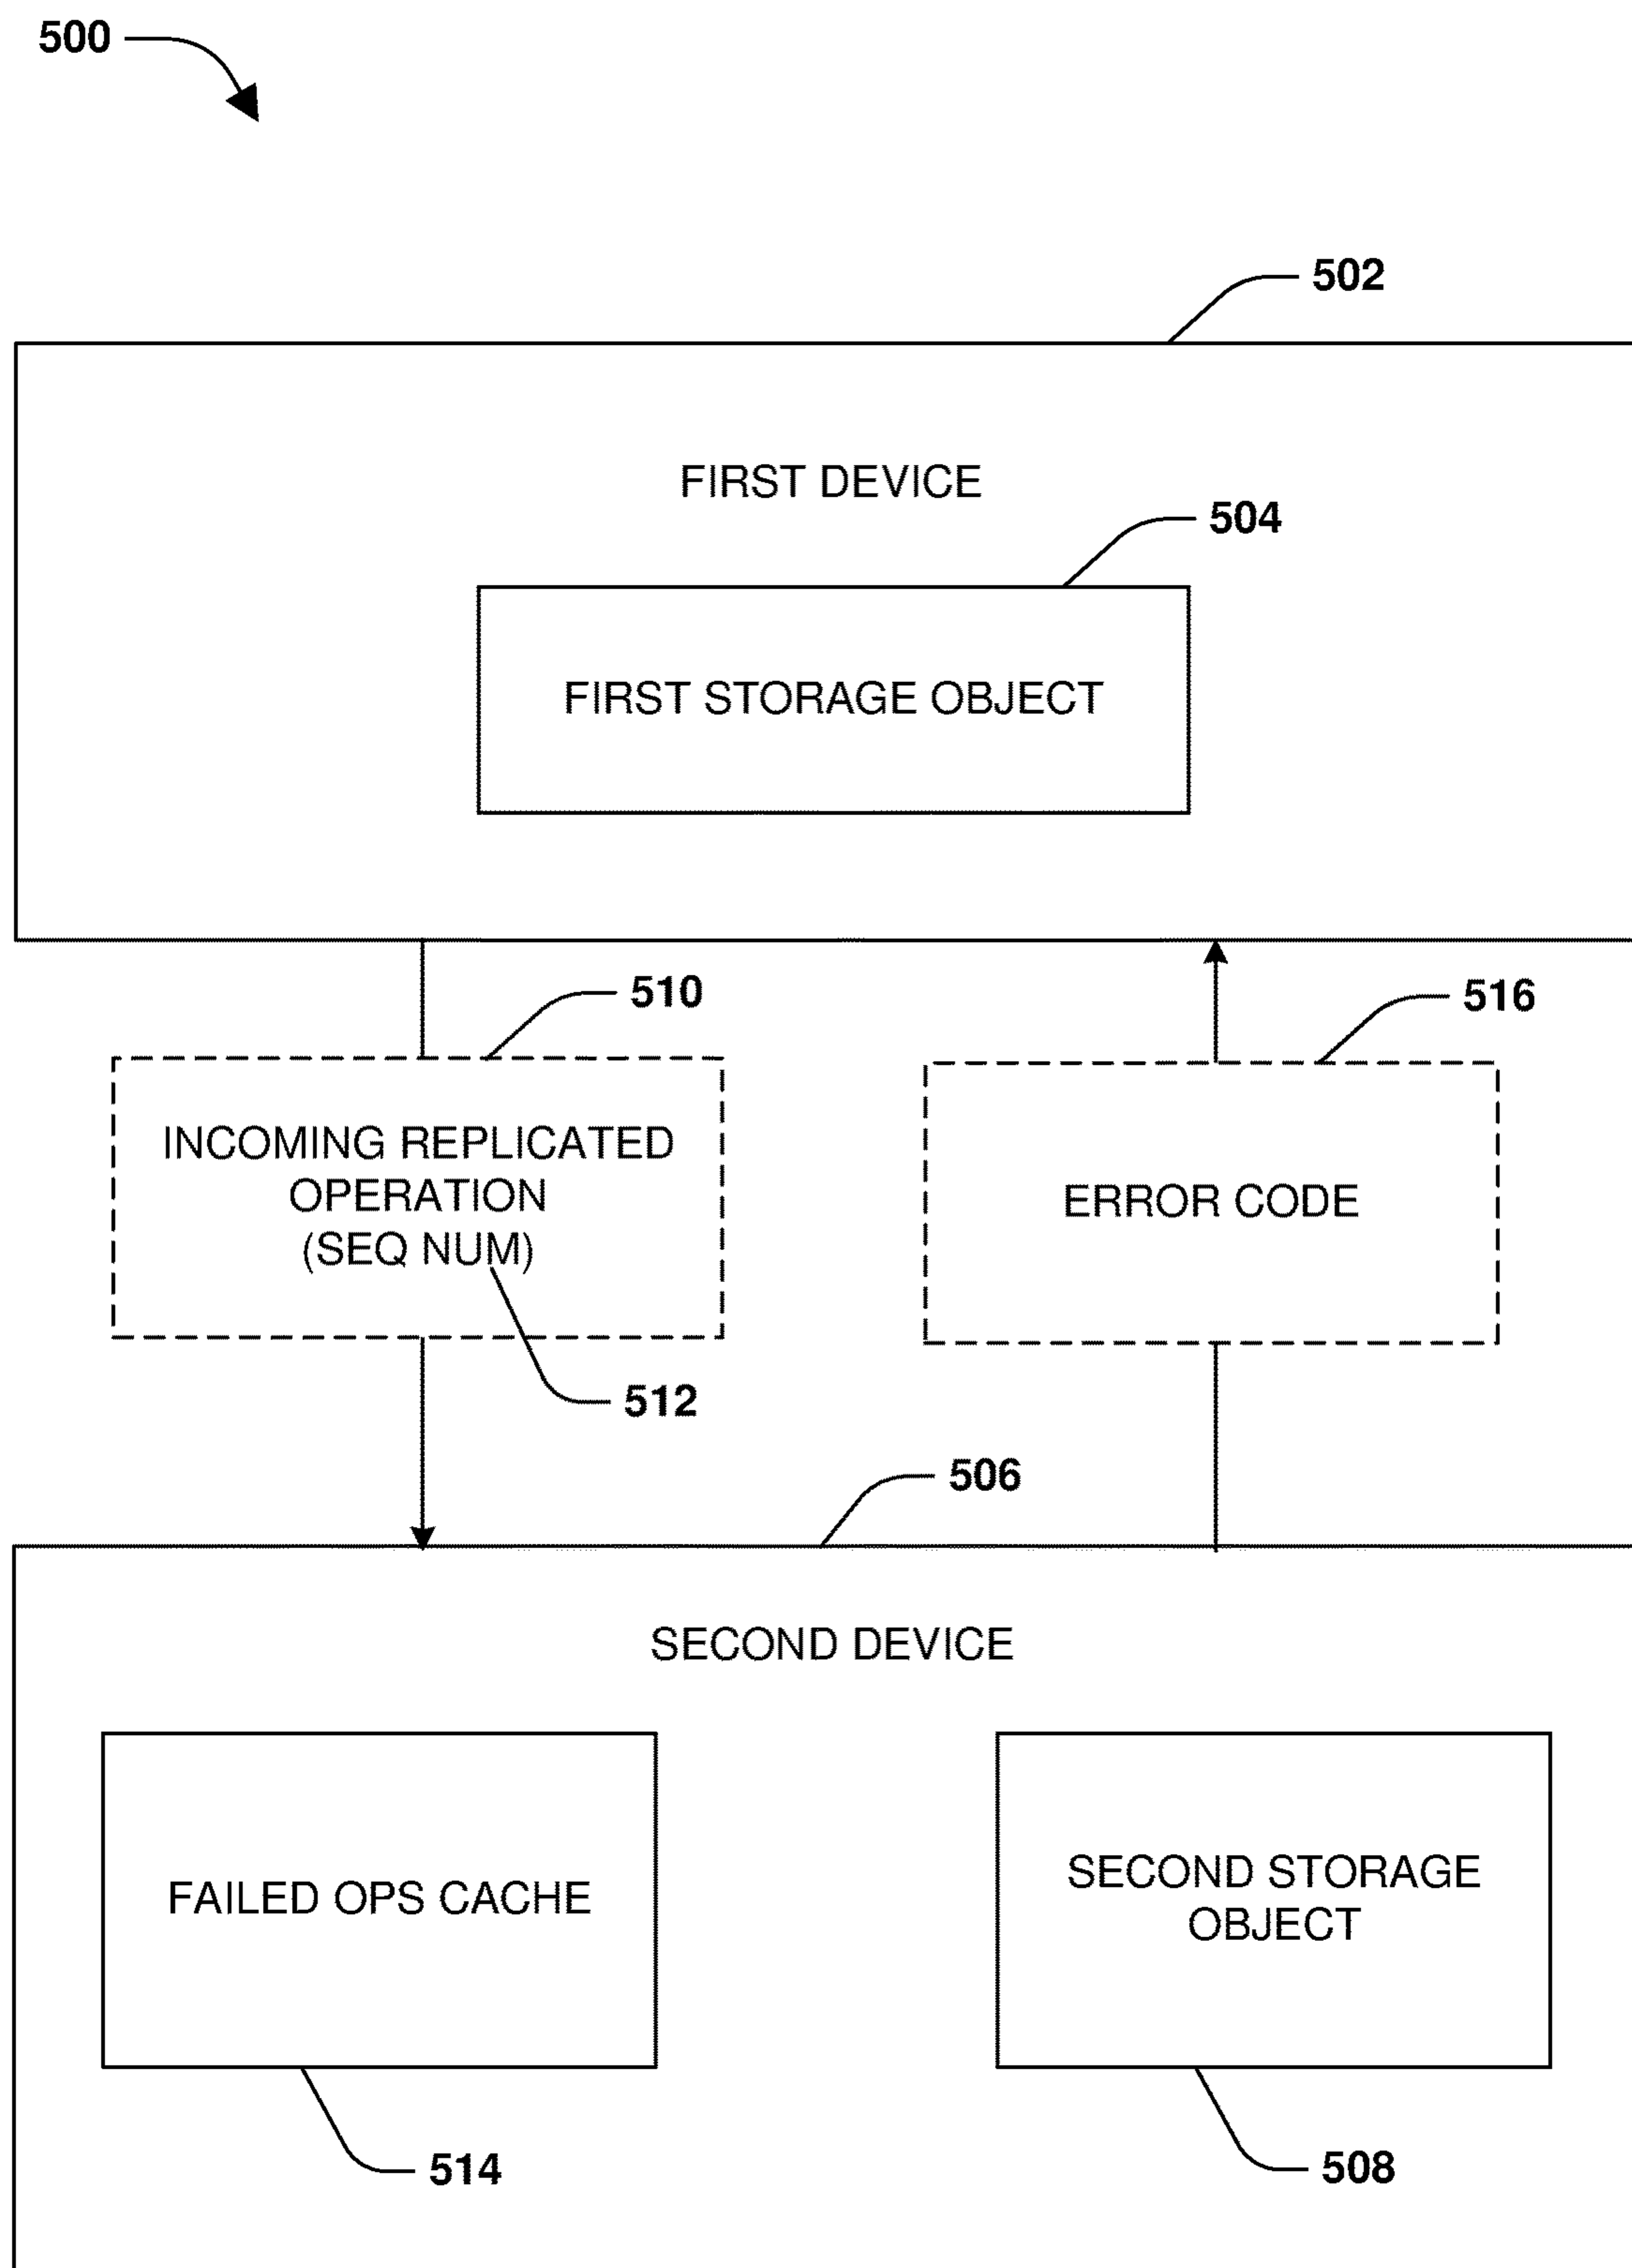 500
502
FIRST DEVICE
504
FIRST STORAGE OBJECT
510
516
INCOMING REPLICATED
OPERATION
(SEQ NUM)
ERROR CODE
512
506
SECOND DEVICE
FAILED OPS CACHE
SECOND STORAGE
OBJECT
514
508